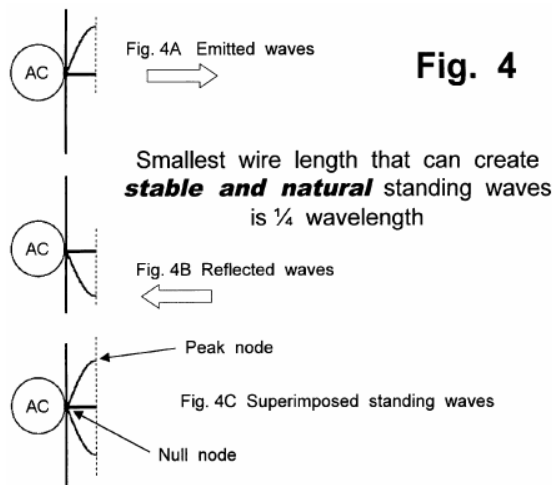 Fig. 4A Emitted waves
Fig. 4
AC
Smallest wire length that can create
stable and natural standing waves
is ¼ wavelength
AC
Fig. 4B Reflected waves
Peak node
AC
Fig. 4C Superimposed standing waves
Null node